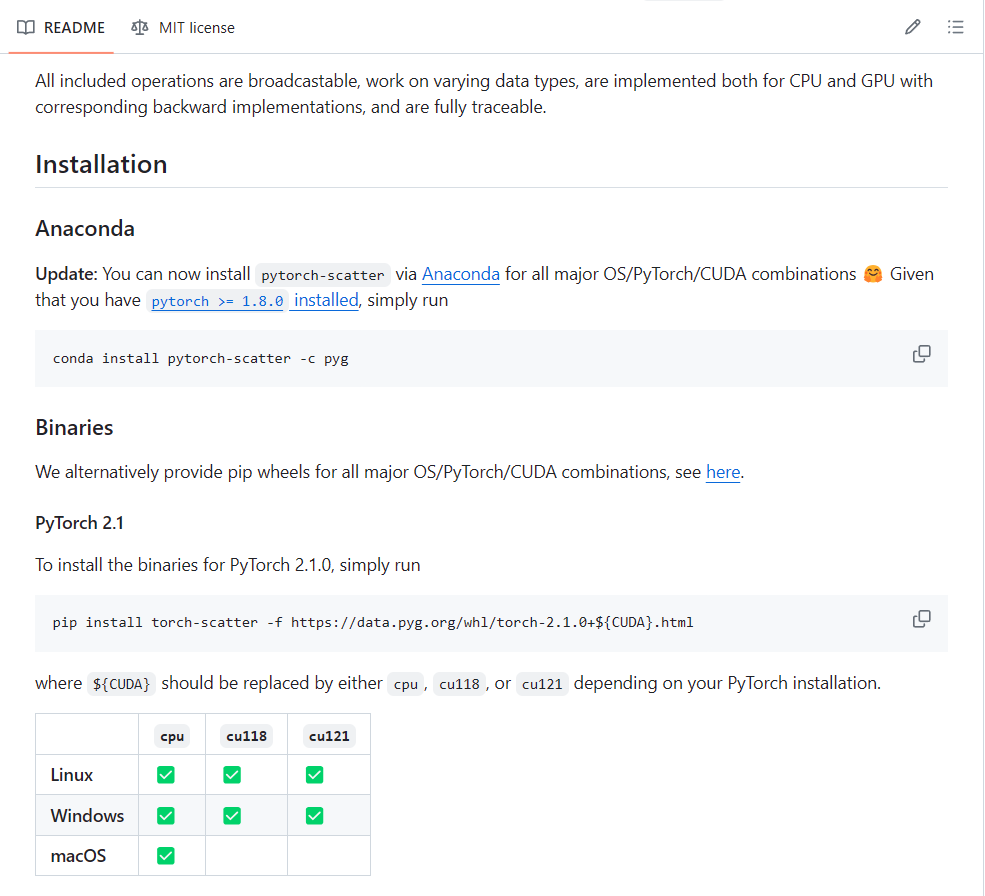 README MIT license
All included operations are broadcastable, work on varying data types, are implemented both for CPU and GPU with
corresponding backward implementations, and are fully traceable.
Installation
Anaconda
Update: You can now install pytorch-scatter via Anaconda for all major OS/PyTorch/CUDA combinations 🤗 Given
that you have pytorch >= 1.8.0 installed, simply run
conda install pytorch-scatter -c pyg
Binaries
We alternatively provide pip wheels for all major OS/PyTorch/CUDA combinations, see here.
PyTorch 2.1
To install the binaries for PyTorch 2.1.0, simply run
pip install torch-scatter -f https://data.pyg.org/whl/torch-2.1.0+${CUDA}.html
where ${CUDA} should be replaced by either cpu, cu118, or cu121 depending on your PyTorch installation.
cpu cu118 cu121
Linux ✅ ✅ ✅
Windows ✅ ✅ ✅
macOS ✅